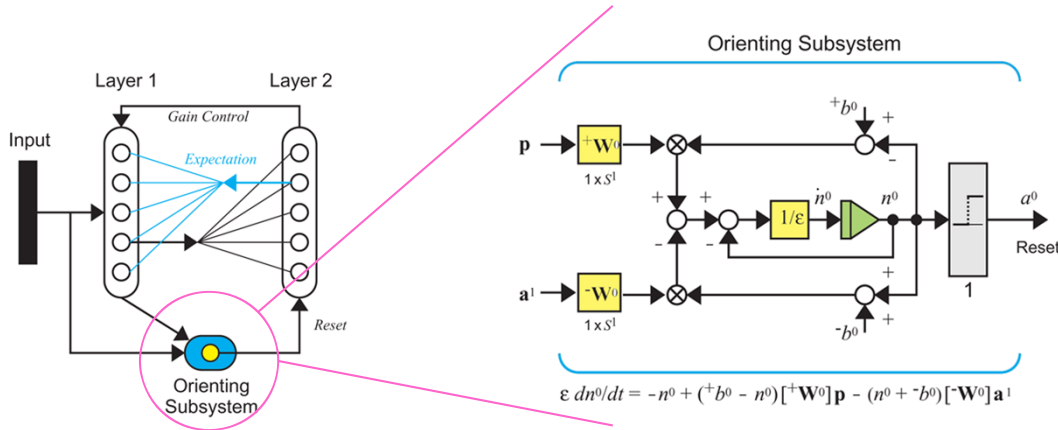 Layer 1
Layer 2
Gain Control
Input
Expectation
Reset
Orienting
Subsystem
Orienting Subsystem
+b⁰
+
−
p
⁺W⁰
1 x S¹
+
−
+
−
1/ε
ṅ⁰
n⁰
a⁰
Reset
1
a¹
⁻W⁰
1 x S¹
+
+
⁻b⁰
ε dn⁰/dt = −n⁰ + (⁺b⁰ − n⁰)[⁺W⁰]p − (n⁰ + ⁻b⁰)[⁻W⁰]a¹